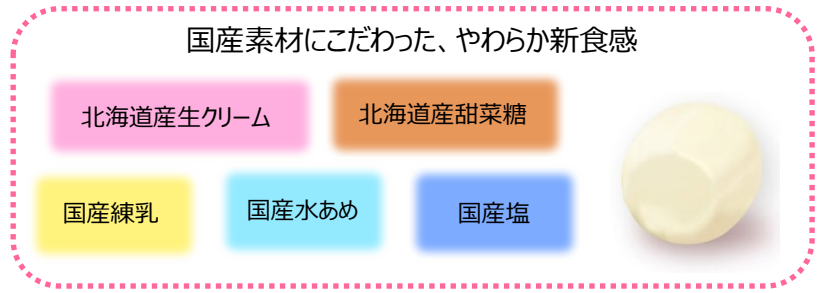 国産素材にこだわった、やわらか新食感
北海道産生クリーム
北海道産甜菜糖
国産練乳
国産水あめ
国産塩